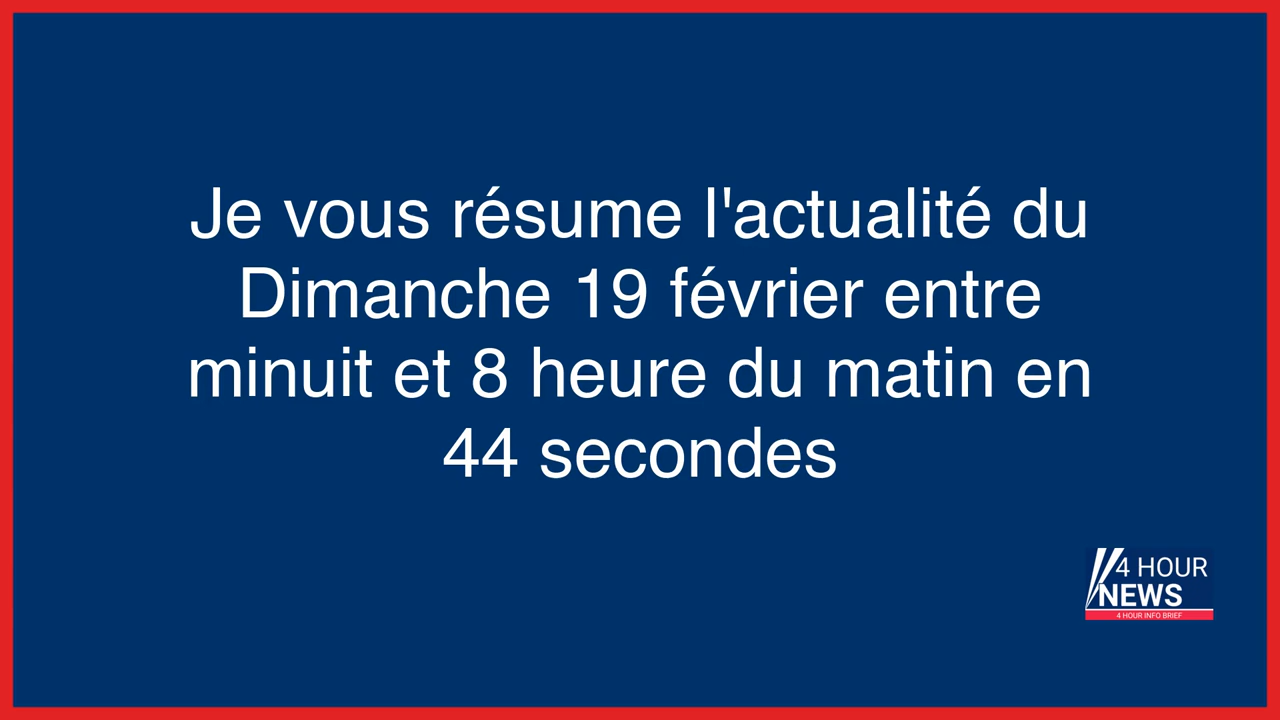 Je vous résume l'actualité du
Dimanche 19 février entre
minuit et 8 heure du matin en
44 secondes
4 HOUR
NEWS
4 HOUR INFO BRIEF